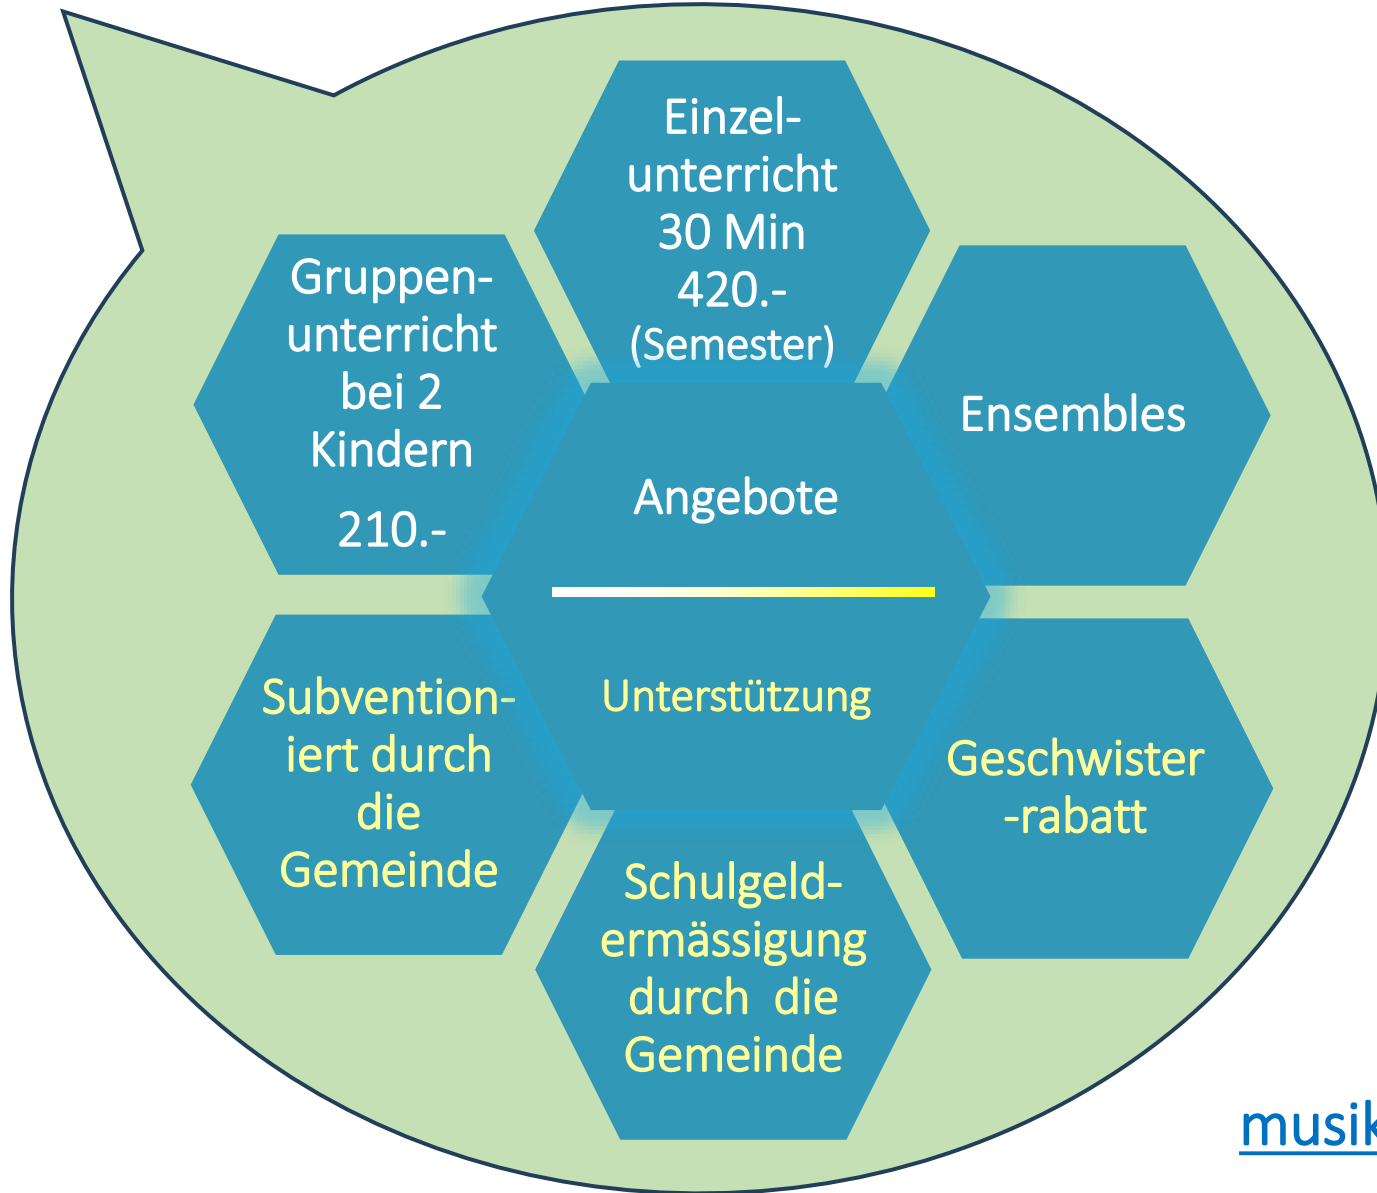 Einzel-
unterricht
30 Min
420.-
(Semester)
Gruppen-
unterricht
bei 2
Kindern
210.-
Ensembles
Angebote
Unterstützung
Subvention-
iert durch
die
Gemeinde
Geschwister
-rabatt
Schulgeld-
ermässigung
durch  die
Gemeinde
musik